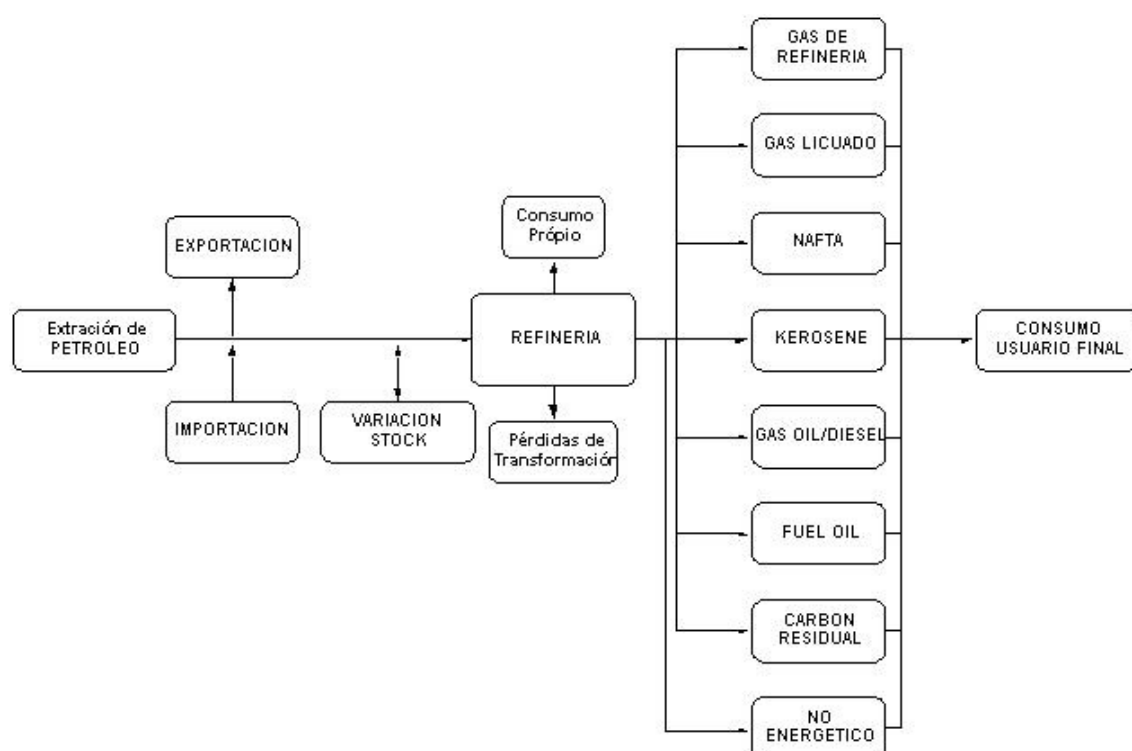 GAS DE
REFINERIA
GAS LICUADO
Consumo
Própio
EXPORTACION
NAFTA
Extración de
PETROLEO
REFINERIA
KEROSENE
CONSUMO
USUARIO FINAL
IMPORTACION
VARIACION
STOCK
Pérdidas de
Transformación
GAS OIL/DIESEL
FUEL OIL
CARBON
RESIDUAL
NO
ENERGETICO